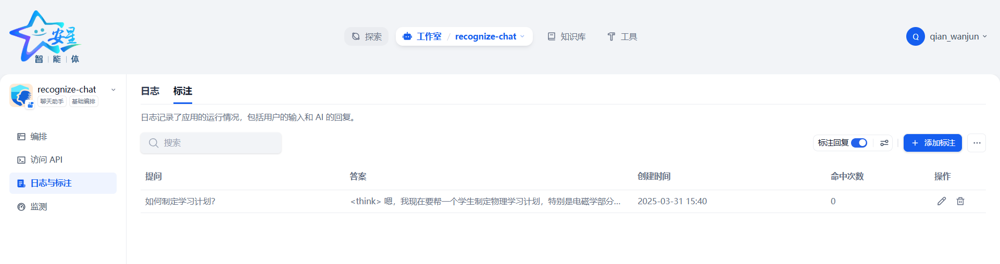 安星
智 | 能 | 体
探索
工作室 / recognize-chat
知识库
工具
Q
qian_wanjun
recognize-chat
聊天助手 基础编排
编排
访问 API
日志与标注
监测
日志 标注
日志记录了应用的运行情况，包括用户的输入和 AI 的回复。
搜索
标注回复
+ 添加标注
提问 答案 创建时间 命中次数 操作
如何制定学习计划？ <think> 嗯，我现在要帮一个学生制定物理学习计划，特别是电磁学部分... 2025-03-31 15:40 0